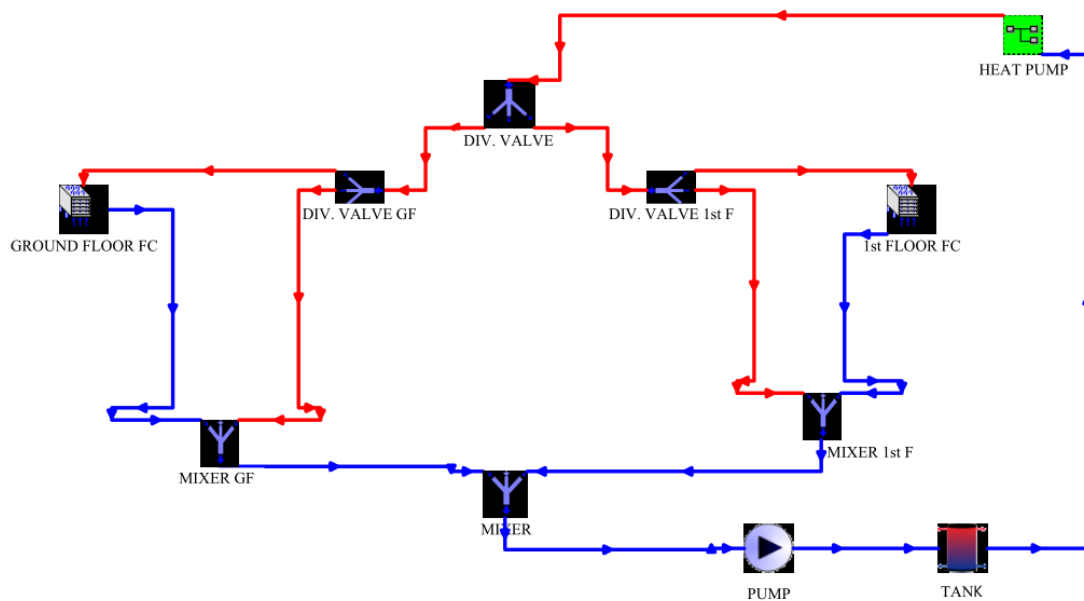 HEAT PUMP
DIV. VALVE
DIV. VALVE GF
DIV. VALVE 1st F
GROUND FLOOR FC
1st FLOOR FC
MIXER GF
MIXER 1st F
MIXER
PUMP
TANK